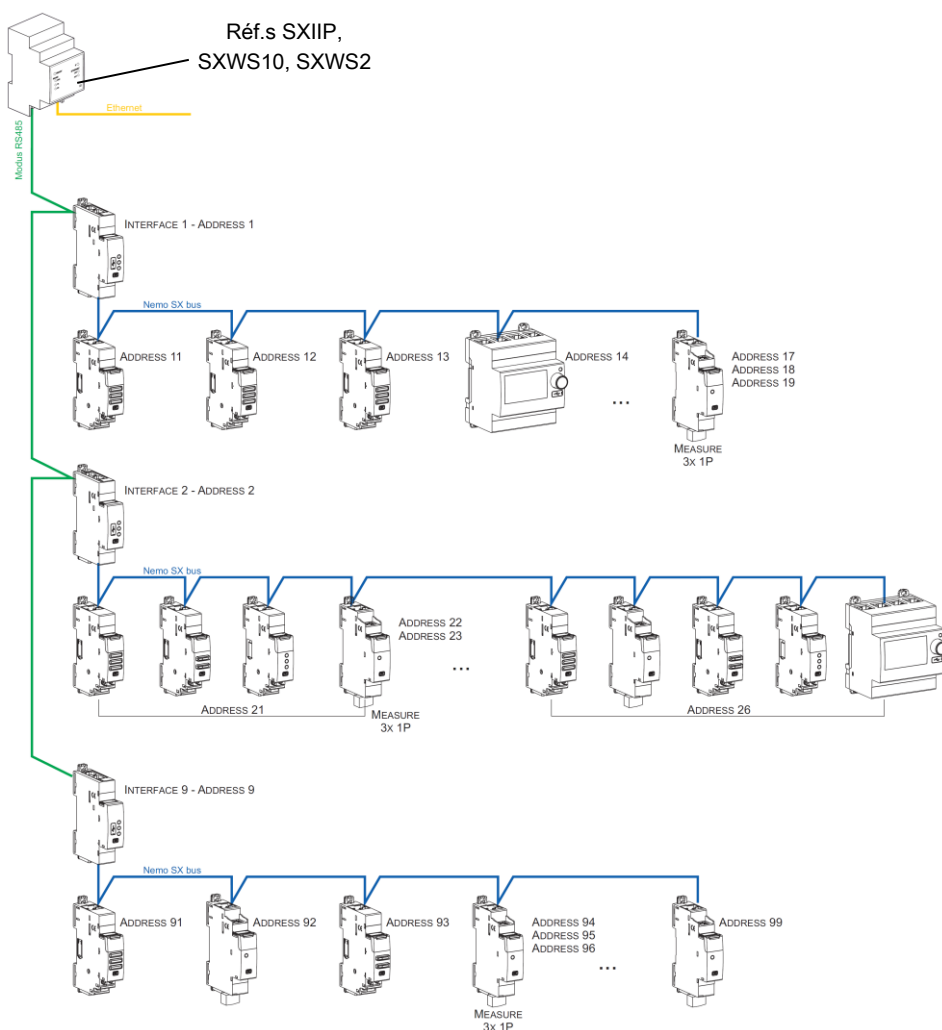 Réf.s SXIIP,
SXWS10, SXWS2
Ethernet
Modus RS485
INTERFACE 1 - ADDRESS 1
Nemo SX bus
ADDRESS 11
ADDRESS 12
ADDRESS 13
ADDRESS 14
...
ADDRESS 17
ADDRESS 18
ADDRESS 19
MEASURE
3X 1P
INTERFACE 2 - ADDRESS 2
Nemo SX bus
ADDRESS 22
ADDRESS 23
...
ADDRESS 21
MEASURE
3X 1P
ADDRESS 26
INTERFACE 9 - ADDRESS 9
Nemo SX bus
ADDRESS 91
ADDRESS 92
ADDRESS 93
ADDRESS 94
ADDRESS 95
ADDRESS 96
...
ADDRESS 99
MEASURE
3X 1P